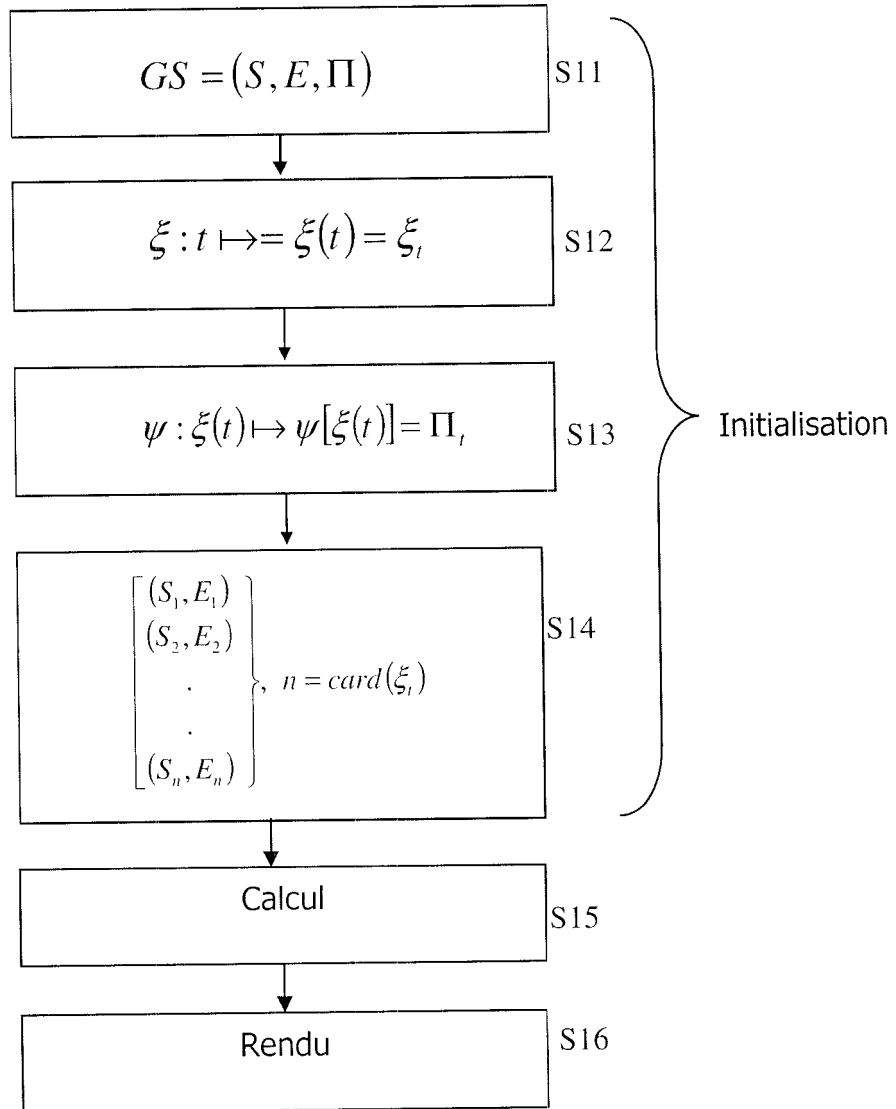 GS = (S, E, Π)
S11
ξ : t ↦ = ξ(t) = ξ_t
S12
ψ : ξ(t) ↦ ψ[ξ(t)] = Π_t
S13
Initialisation
(S_1, E_1)
(S_2, E_2)
.
.
(S_n, E_n)
, n = card(ξ_t)
S14
Calcul
S15
Rendu
S16